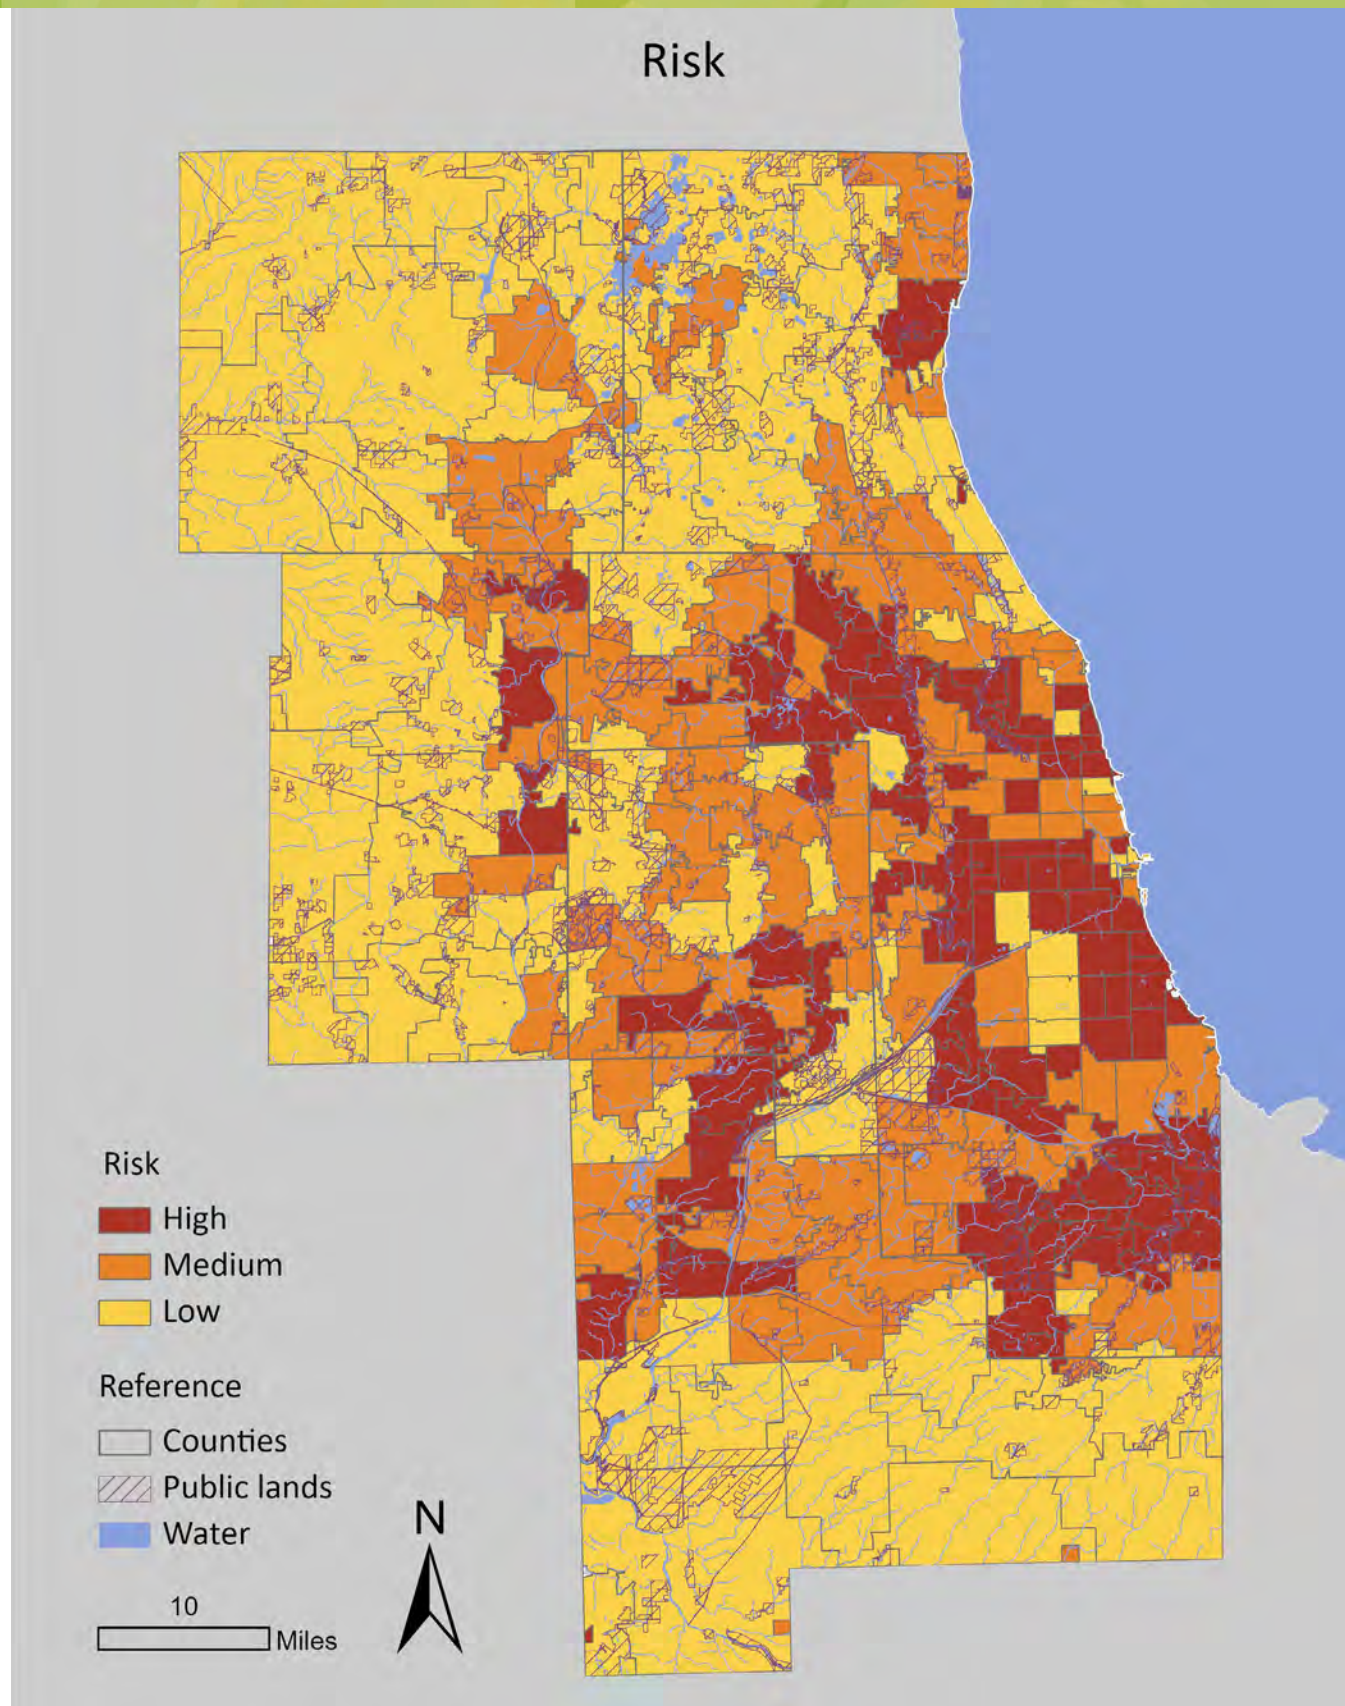 Risk
Risk
High
Medium
Low
Reference
Counties
Public lands
Water
N
10
Miles